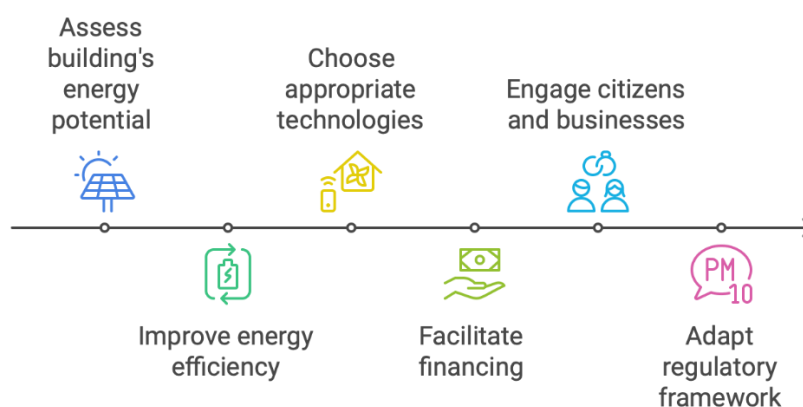 Assess
building's
energy
potential
Choose
appropriate
technologies
Engage citizens
and businesses
PM
10
Improve energy
efficiency
Facilitate
financing
Adapt
regulatory
framework